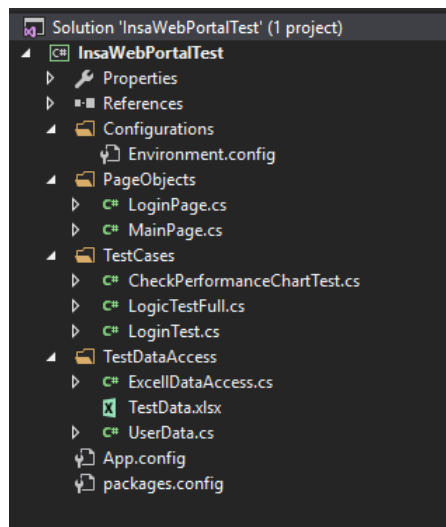 Solution 'InsaWebPortalTest' (1 project)
C# InsaWebPortalTest
Properties
References
Configurations
Environment.config
PageObjects
C# LoginPage.cs
C# MainPage.cs
TestCases
C# CheckPerformanceChartTest.cs
C# LogicTestFull.cs
C# LoginTest.cs
TestDataAccess
C# ExcellDataAccess.cs
TestData.xlsx
C# UserData.cs
App.config
packages.config